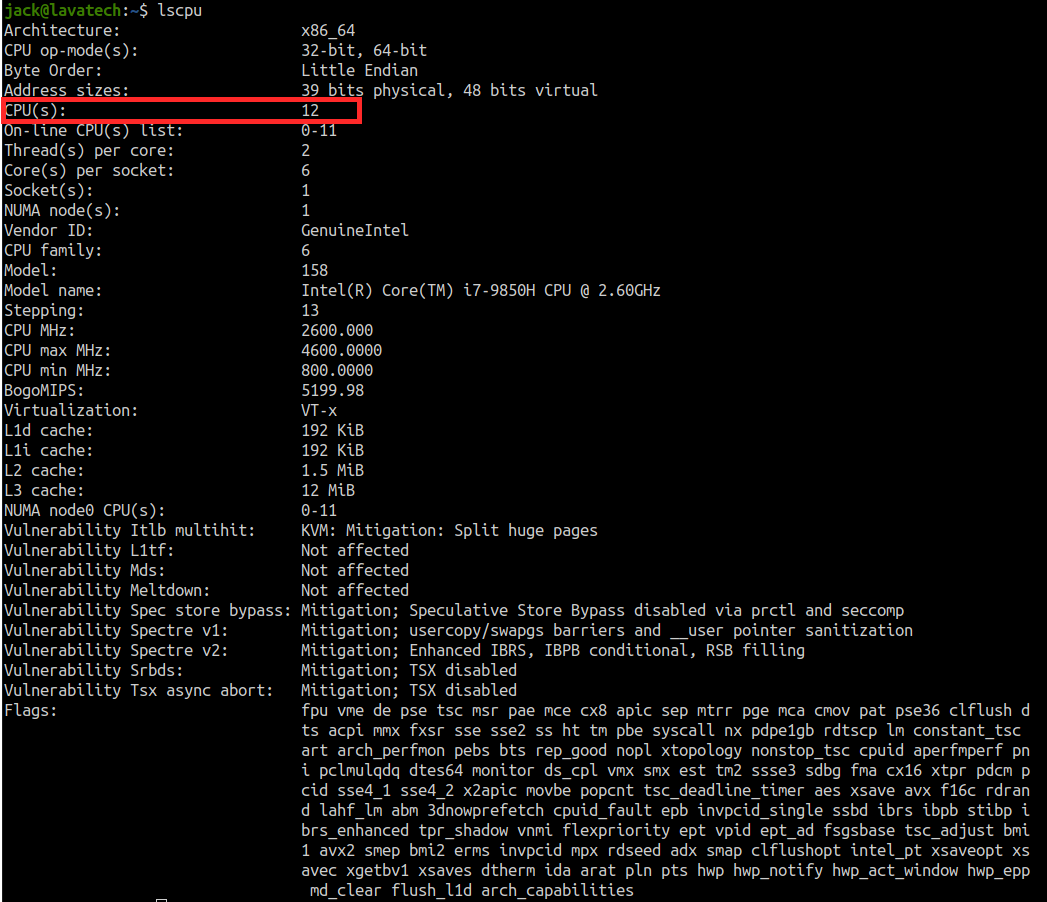 jack@lavatech:~$ lscpu
Architecture: x86_64
CPU op-mode(s): 32-bit, 64-bit
Byte Order: Little Endian
Address sizes: 39 bits physical, 48 bits virtual
CPU(s): 12
On-line CPU(s) list: 0-11
Thread(s) per core: 2
Core(s) per socket: 6
Socket(s): 1
NUMA node(s): 1
Vendor ID: GenuineIntel
CPU family: 6
Model: 158
Model name: Intel(R) Core(TM) i7-9850H CPU @ 2.60GHz
Stepping: 13
CPU MHz: 2600.000
CPU max MHz: 4600.0000
CPU min MHz: 800.0000
BogoMIPS: 5199.98
Virtualization: VT-x
L1d cache: 192 KiB
L1i cache: 192 KiB
L2 cache: 1.5 MiB
L3 cache: 12 MiB
NUMA node0 CPU(s): 0-11
Vulnerability Itlb multihit: KVM: Mitigation: Split huge pages
Vulnerability L1tf: Not affected
Vulnerability Mds: Not affected
Vulnerability Meltdown: Not affected
Vulnerability Spec store bypass: Mitigation; Speculative Store Bypass disabled via prctl and seccomp
Vulnerability Spectre v1: Mitigation; usercopy/swapgs barriers and __user pointer sanitization
Vulnerability Spectre v2: Mitigation; Enhanced IBRS, IBPB conditional, RSB filling
Vulnerability Srbds: Mitigation; TSX disabled
Vulnerability Tsx async abort: Mitigation; TSX disabled
Flags: fpu vme de pse tsc msr pae mce cx8 apic sep mtrr pge mca cmov pat pse36 clflush d
ts acpi mmx fxsr sse sse2 ss ht tm pbe syscall nx pdpe1gb rdtscp lm constant_tsc
art arch_perfmon pebs bts rep_good nopl xtopology nonstop_tsc cpuid aperfmperf pn
i pclmulqdq dtes64 monitor ds_cpl vmx smx est tm2 ssse3 sdbg fma cx16 xtpr pdcm p
cid sse4_1 sse4_2 x2apic movbe popcnt tsc_deadline_timer aes xsave avx f16c rdran
d lahf_lm abm 3dnowprefetch cpuid_fault epb invpcid_single ssbd ibrs ibpb stibp i
brs_enhanced tpr_shadow vnmi flexpriority ept vpid ept_ad fsgsbase tsc_adjust bmi
1 avx2 smep bmi2 erms invpcid mpx rdseed adx smap clflushopt intel_pt xsaveopt xs
avec xgetbv1 xsaves dtherm ida arat pln pts hwp hwp_notify hwp_act_window hwp_epp
md_clear flush_l1d arch_capabilities